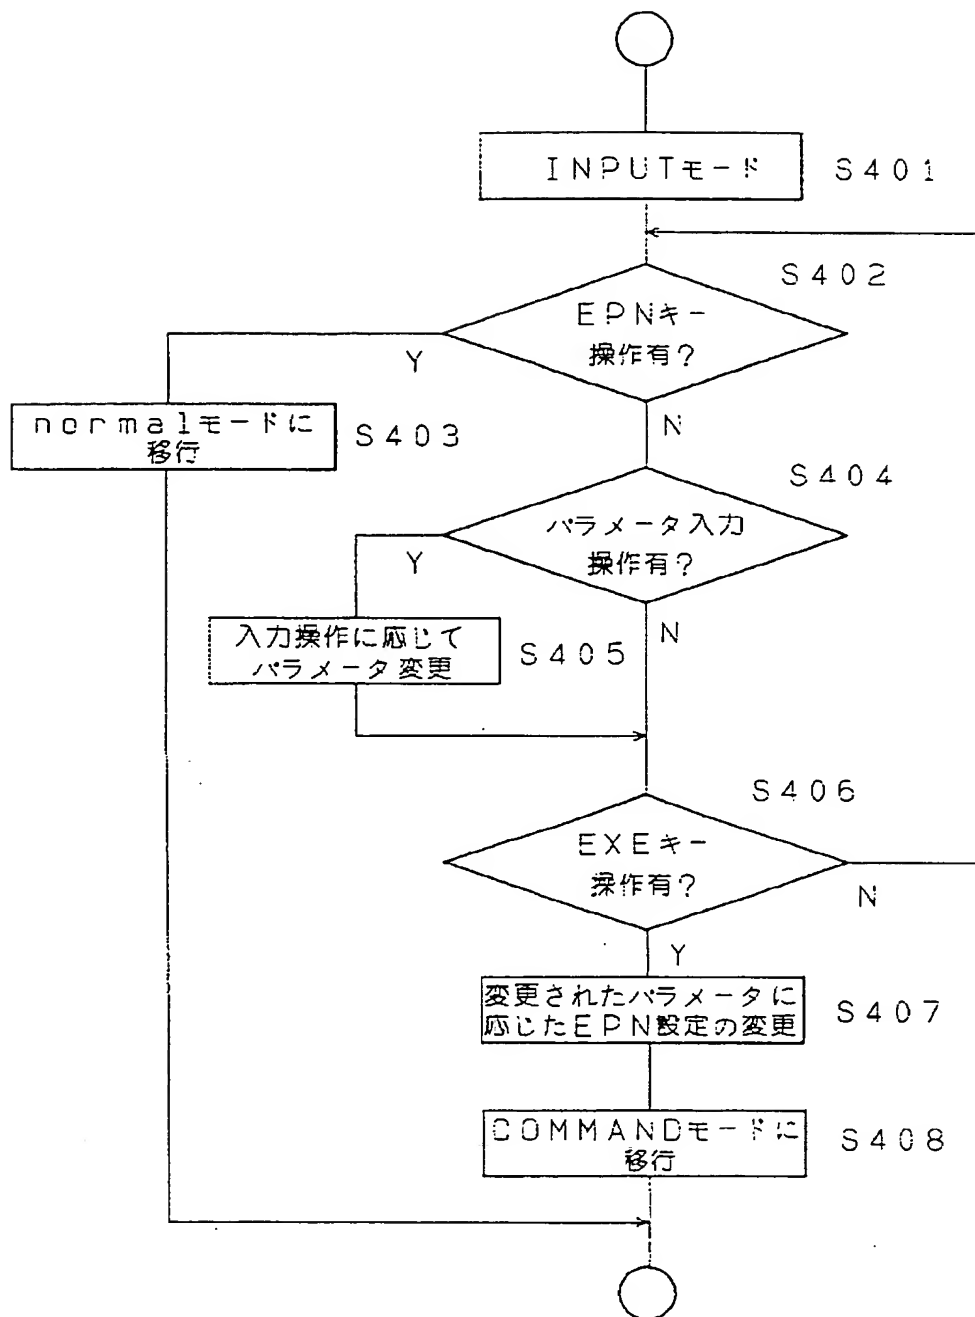 INPUTモード
S401
S402
EPNキー
操作有？
Y
N
normalモードに
移行
S403
S404
パラメータ入力
操作有？
Y
N
入力操作に応じて
パラメータ変更
S405
S406
EXEキー
操作有？
N
Y
変更されたパラメータに
応じたEPN設定の変更
S407
COMMANDモードに
移行
S408